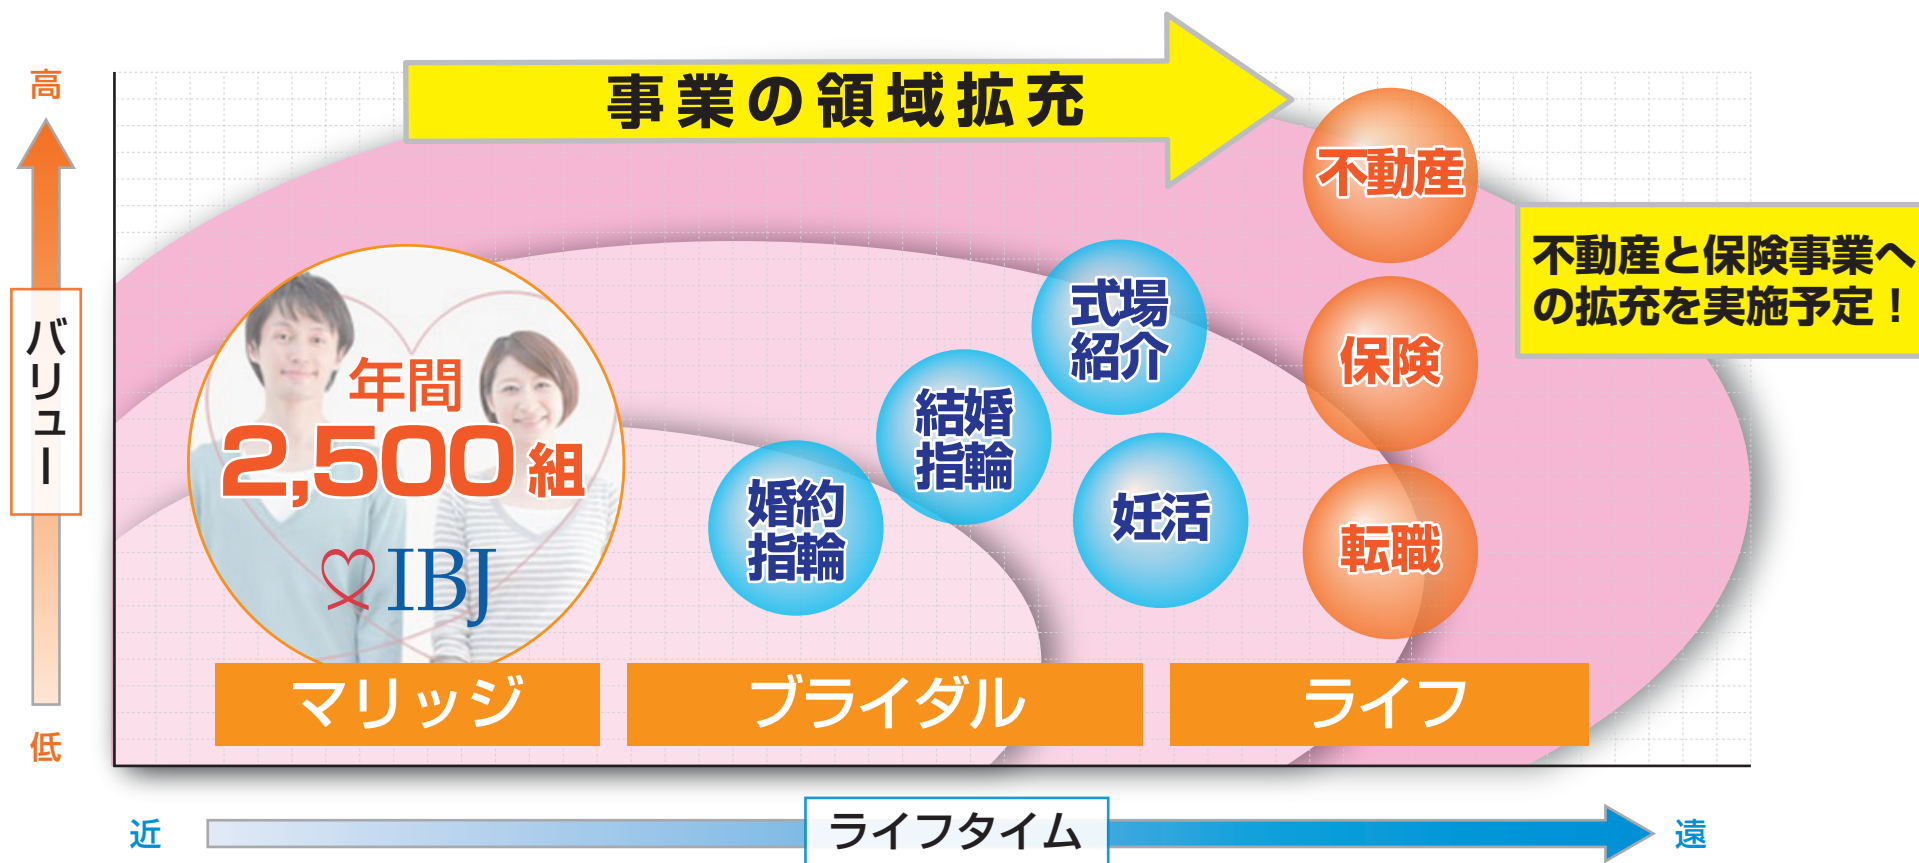 事業の領域拡充
高
バリュー
低
不動産
不動産と保険事業へ
の拡充を実施予定！
式場
紹介
保険
年間
2,500組
IBJ
結婚
指輪
婚約
指輪
妊活
転職
マリッジ
ブライダル
ライフ
近
ライフタイム
遠